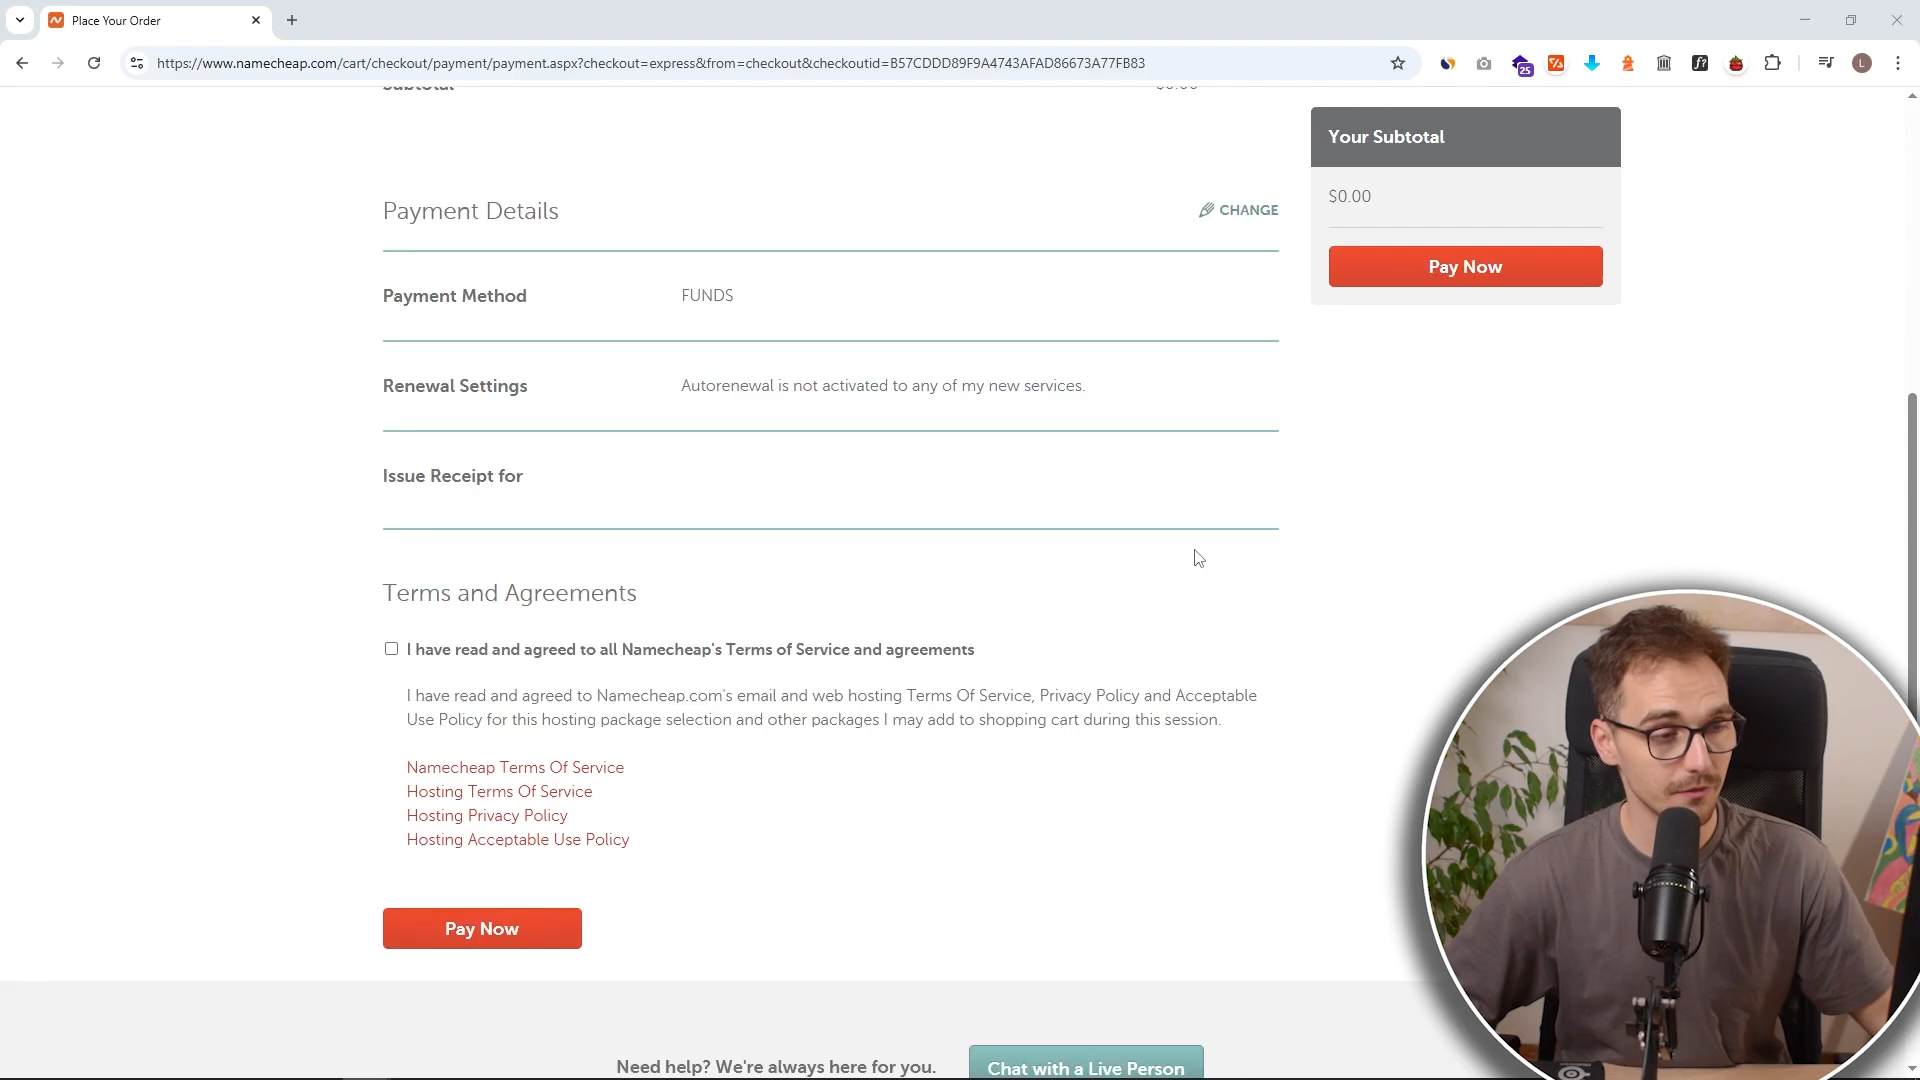 Place Your Order
https://www.namecheap.com/cart/checkout/payment/payment.aspx?checkout=express&from=checkout&checkoutid=B57CDDD89F9A4743AFAD86673A77FB83
25
f?
L
Subtotal $0.00
Your Subtotal
$0.00
Pay Now
Payment Details
CHANGE
Payment Method FUNDS
Renewal Settings Autorenewal is not activated to any of my new services.
Issue Receipt for
Terms and Agreements
I have read and agreed to all Namecheap's Terms of Service and agreements
I have read and agreed to Namecheap.com's email and web hosting Terms Of Service, Privacy Policy and Acceptable
Use Policy for this hosting package selection and other packages I may add to shopping cart during this session.
Namecheap Terms Of Service
Hosting Terms Of Service
Hosting Privacy Policy
Hosting Acceptable Use Policy
Pay Now
Need help? We're always here for you.
Chat with a Live Person